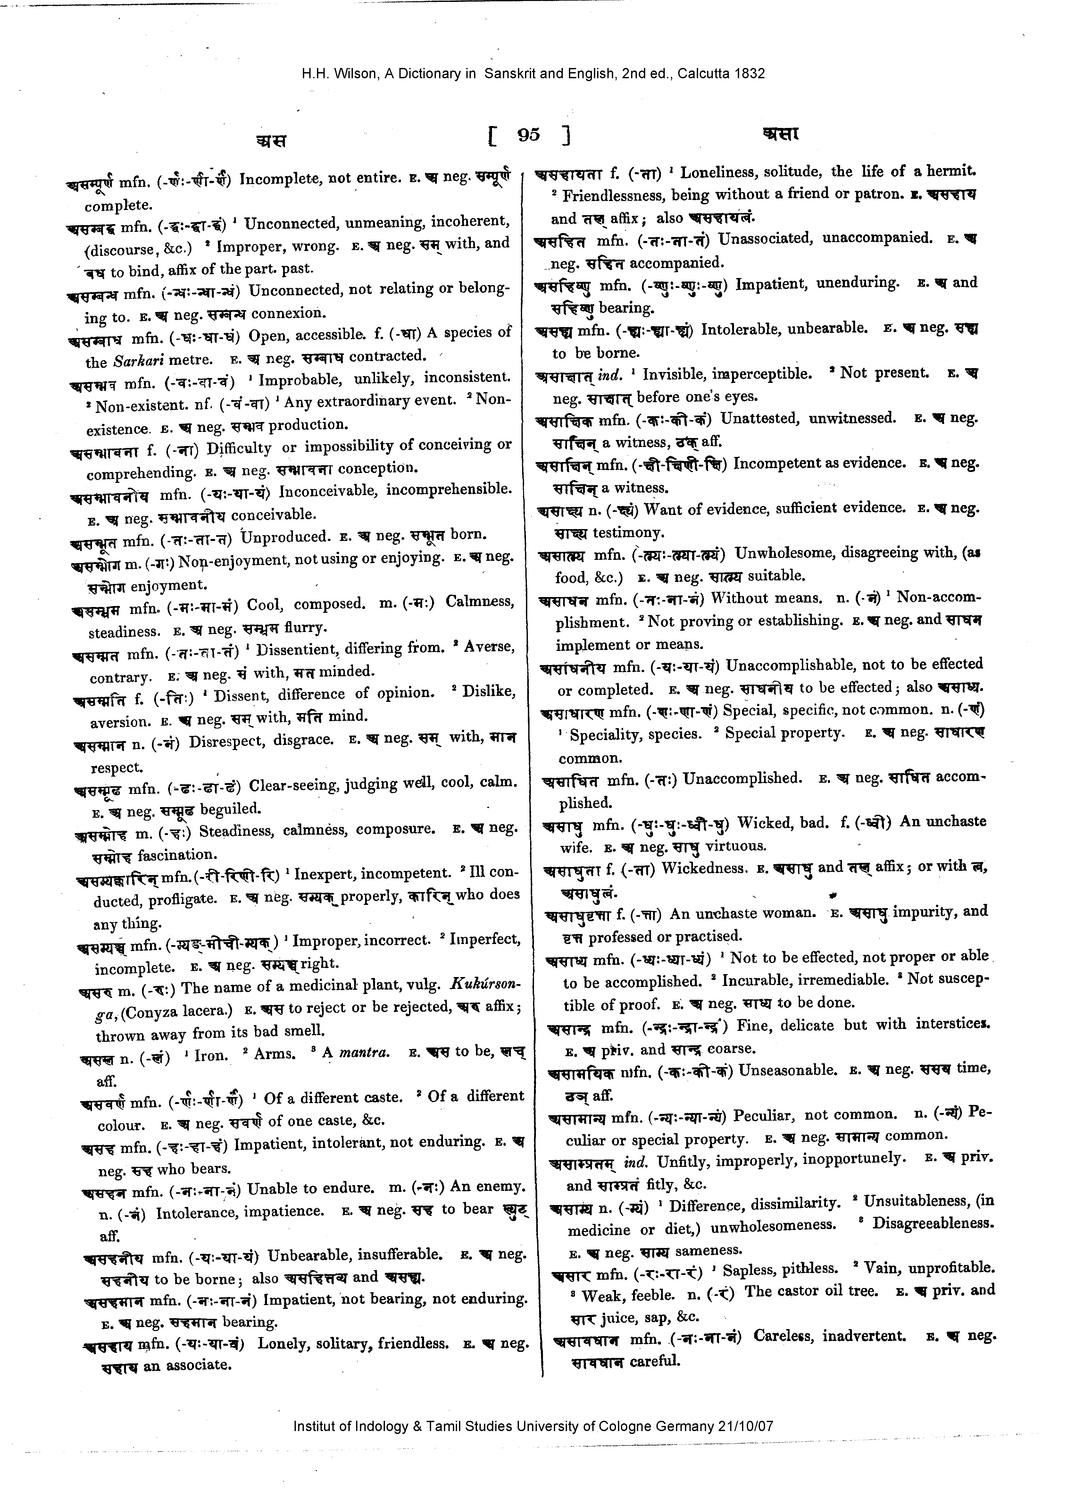 H.H. Wilson, A Dictionary in Sanskrit and English, 2nd ed., Calcutta 1832
अस [ 95 ] असा
असम्पूर्ण mfn. (-र्णः-र्णा-र्णं) Incomplete, not entire. E. अ neg. सम्पूर्ण
complete.
असम्बद्ध mfn. (-द्धः-द्धा-द्धं) ¹ Unconnected, unmeaning, incoherent,
(discourse, &c.) ² Improper, wrong. E. अ neg. सम् with, and
बध to bind, affix of the part. past.
असम्बन्ध mfn. (-न्धः-न्धा-न्धं) Unconnected, not relating or belong-
ing to. E. अ neg. सम्बन्ध connexion.
असम्बाध mfn. (-धः-धा-धं) Open, accessible. f. (-धा) A species of
the Sarkari metre. E. अ neg. सम्बाध contracted.
असम्भव mfn. (-वः-वा-वं) ¹ Improbable, unlikely, inconsistent.
² Non-existent. nf. (-वं-वा) ¹ Any extraordinary event. ² Non-
existence. E. अ neg. सम्भव production.
असम्भावना f. (-ना) Difficulty or impossibility of conceiving or
comprehending. E. अ neg. सम्भावना conception.
असम्भावनीय mfn. (-यः-या-यं) Inconceivable, incomprehensible.
E. अ neg. सम्भावनीय conceivable.
असम्भूत mfn. (-तः-ता-त) Unproduced. E. अ neg. सम्भूत born.
असम्भोग m. (-गः) Non-enjoyment, not using or enjoying. E. अ neg.
सम्भोग enjoyment.
असम्भ्रम mfn. (-मः-मा-मं) Cool, composed. m. (-मः) Calmness,
steadiness. E. अ neg. सम्भ्रम flurry.
असम्मत mfn. (-तः-ता-तं) ¹ Dissentient, differing from. ² Averse,
contrary. E. अ neg. सं with, मत minded.
असम्मति f. (-तिः) ¹ Dissent, difference of opinion. ² Dislike,
aversion. E. अ neg. सम् with, मति mind.
असम्मान n. (-नं) Disrespect, disgrace. E. अ neg. सम् with, मान
respect.
असम्मूढ mfn. (-ढः-ढा-ढं) Clear-seeing, judging well, cool, calm.
E. अ neg. सम्मूढ beguiled.
असम्मोह m. (-हः) Steadiness, calmness, composure. E. अ neg.
सम्मोह fascination.
असम्यक्कारिन् mfn. (-री-रिणी-रि) ¹ Inexpert, incompetent. ² Ill con-
ducted, profligate. E. अ neg. सम्यक् properly, कारिन् who does
any thing.
असम्यञ्च् mfn. (-म्यङ्-मीची-म्यक्) ¹ Improper, incorrect. ² Imperfect,
incomplete. E. अ neg. सम्यञ्च् right.
असरु m. (-रुः) The name of a medicinal plant, vulg. Kukúrson-
ga, (Conyza lacera.) E. अस to reject or be rejected, अरु affix;
thrown away from its bad smell.
असल n. (-लं) ¹ Iron. ² Arms. ³ A mantra. E. अस to be, लच्
aff.
असवर्ण mfn. (-र्णः-र्णा-र्णं) ¹ Of a different caste. ² Of a different
colour. E. अ neg. सवर्ण of one caste, &c.
असह mfn. (-हः-हा-हं) Impatient, intolerant, not enduring. E. अ
neg. सह who bears.
असहन mfn. (-नः-ना-नं) Unable to endure. m. (-नः) An enemy.
n. (-नं) Intolerance, impatience. E. अ neg. सह to bear ल्युट्
aff.
असहनीय mfn. (-यः-या-यं) Unbearable, insufferable. E. अ neg.
सहनीय to be borne; also असहितव्य and असह्य.
असहमान mfn. (-नः-ना-नं) Impatient, not bearing, not enduring.
E. अ neg. सहमान bearing.
असहाय mfn. (-यः-या-यं) Lonely, solitary, friendless. E. अ neg.
सहाय an associate.
असहायता f. (-ता) ¹ Loneliness, solitude, the life of a hermit.
² Friendlessness, being without a friend or patron. E. असहाय
and तल् affix; also असहायत्वं.
असहित mfn. (-तः-ता-तं) Unassociated, unaccompanied. E. अ
neg. सहित accompanied.
असहिष्णु mfn. (-ष्णुः-ष्णुः-ष्णु) Impatient, unenduring. E. अ and
सहिष्णु bearing.
असह्य mfn. (-ह्यः-ह्या-ह्यं) Intolerable, unbearable. E. अ neg. सह्य
to be borne.
असाक्षात् ind. ¹ Invisible, imperceptible. ² Not present. E. अ
neg. साक्षात् before one's eyes.
असाक्षिक mfn. (-कः-की-कं) Unattested, unwitnessed. E. अ neg.
साक्षिन् a witness, ठक् aff.
असाक्षिन् mfn. (-क्षी-क्षिणी-क्षि) Incompetent as evidence. E. अ neg.
साक्षिन् a witness.
असाक्ष्य n. (-क्ष्यं) Want of evidence, sufficient evidence. E. अ neg.
साक्ष्य testimony.
असात्म्य mfn. (-त्म्यः-त्म्या-त्म्यं) Unwholesome, disagreeing with, (as
food, &c.) E. अ neg. सात्म्य suitable.
असाधन mfn. (-नः-ना-नं) Without means. n. (-नं) ¹ Non-accom-
plishment. ² Not proving or establishing. E. अ neg. and साधन
implement or means.
असाधनीय mfn. (-यः-या-यं) Unaccomplishable, not to be effected
or completed. E. अ neg. साधनीय to be effected; also असाध्य.
असाधारण mfn. (-णः-णा-णं) Special, specific, not common. n. (-णं)
¹ Speciality, species. ² Special property. E. अ neg. साधारण
common.
असाधित mfn. (-तः) Unaccomplished. E. अ neg. साधित accom-
plished.
असाधु mfn. (-धुः-धुः-ध्वी-धु) Wicked, bad. f. (-ध्वी) An unchaste
wife. E. अ neg. साधु virtuous.
असाधुता f. (-ता) Wickedness. E. असाधु and तल् affix; or with त्व,
असाधुत्वं.
असाधुवृत्ता f. (-त्ता) An unchaste woman. E. असाधु impurity, and
वृत्त professed or practised.
असाध्य mfn. (-ध्यः-ध्या-ध्यं) ¹ Not to be effected, not proper or able
to be accomplished. ² Incurable, irremediable. ³ Not suscep-
tible of proof. E. अ neg. साध्य to be done.
असान्द्र mfn. (-न्द्रः-न्द्रा-न्द्रं) Fine, delicate but with interstices.
E. अ priv. and सान्द्र coarse.
असामयिक mfn. (-कः-की-कं) Unseasonable. E. अ neg. समय time,
ठञ् aff.
असामान्य mfn. (-न्यः-न्या-न्यं) Peculiar, not common. n. (-न्यं) Pe-
culiar or special property. E. अ neg. सामान्य common.
असाम्प्रतम् ind. Unfitly, improperly, inopportunely. E. अ priv.
and साम्प्रतं fitly, &c.
असाम्य n. (-म्यं) ¹ Difference, dissimilarity. ² Unsuitableness, (in
medicine or diet,) unwholesomeness. ³ Disagreeableness.
E. अ neg. साम्य sameness.
असार mfn. (-रः-रा-रं) ¹ Sapless, pithless. ² Vain, unprofitable.
³ Weak, feeble. n. (-रं) The castor oil tree. E. अ priv. and
सार juice, sap, &c.
असावधान mfn. (-नः-ना-नं) Careless, inadvertent. E. अ neg.
सावधान careful.
Institut of Indology & Tamil Studies University of Cologne Germany 21/10/07